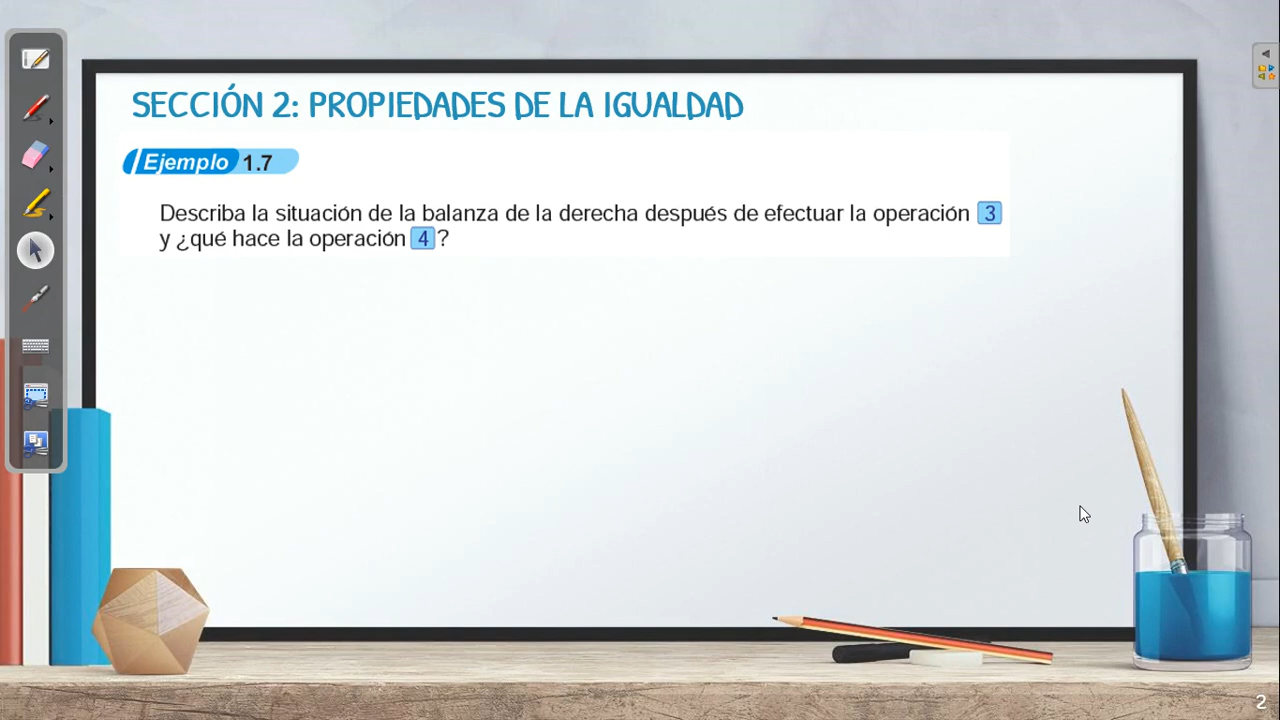 SECCIÓN 2: PROPIEDADES DE LA IGUALDAD
Ejemplo 1.7
Describa la situación de la balanza de la derecha después de efectuar la operación 3
y ¿qué hace la operación 4?
2